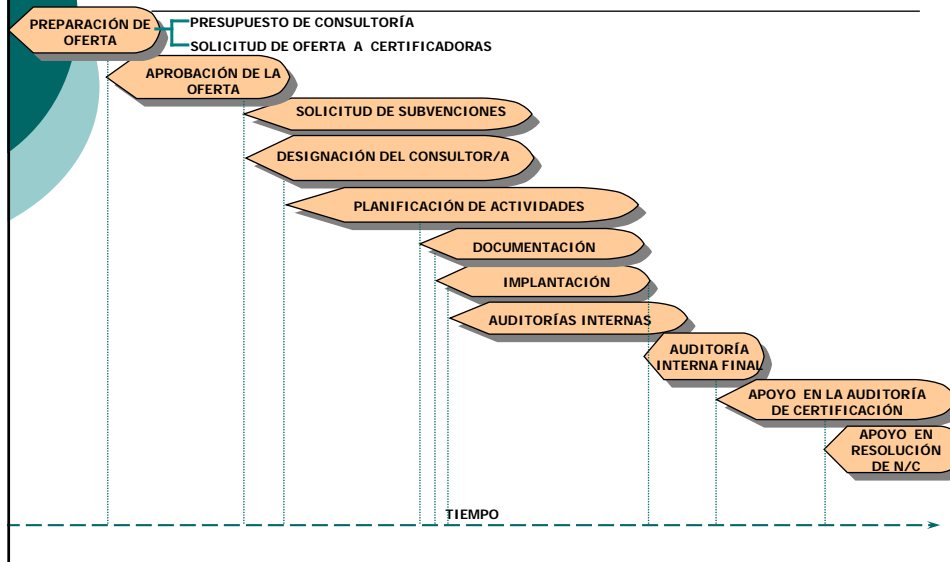 PREPARACIÓN DE
OFERTA
PRESUPUESTO DE CONSULTORÍA
SOLICITUD DE OFERTA A CERTIFICADORAS
APROBACIÓN DE LA
OFERTA
SOLICITUD DE SUBVENCIONES
DESIGNACIÓN DEL CONSULTOR/A
PLANIFICACIÓN DE ACTIVIDADES
DOCUMENTACIÓN
IMPLANTACIÓN
AUDITORÍAS INTERNAS
AUDITORÍA
INTERNA FINAL
APOYO EN LA AUDITORÍA
DE CERTIFICACIÓN
APOYO EN
RESOLUCIÓN
DE N/C
TIEMPO